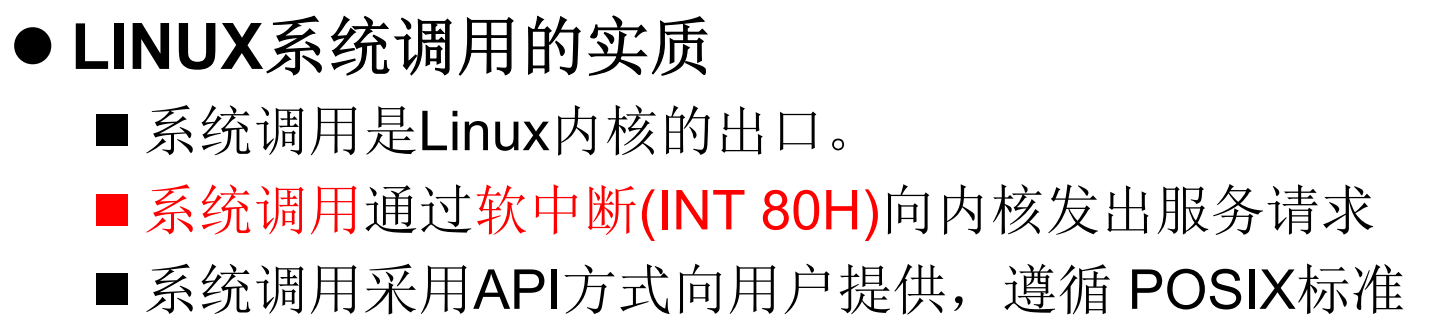 ● LINUX系统调用的实质
■ 系统调用是Linux内核的出口。
■ 系统调用通过软中断(INT 80H)向内核发出服务请求
■ 系统调用采用API方式向用户提供，遵循 POSIX标准